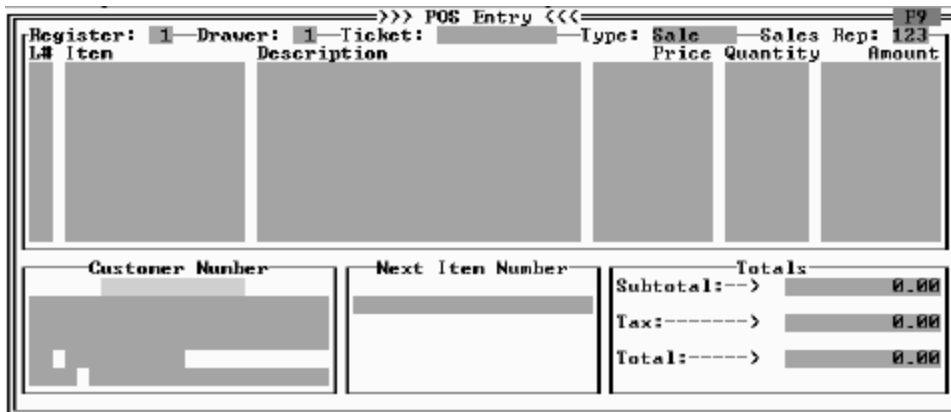 >>> POS Entry <<< F9
Register: 1 Drawer: 1 Ticket: Type: Sale Sales Rep: 123
L# Item Description Price Quantity Amount
Customer Number Next Item Number Totals
Subtotal:--> 0.00
Tax:-------> 0.00
Total:-----> 0.00